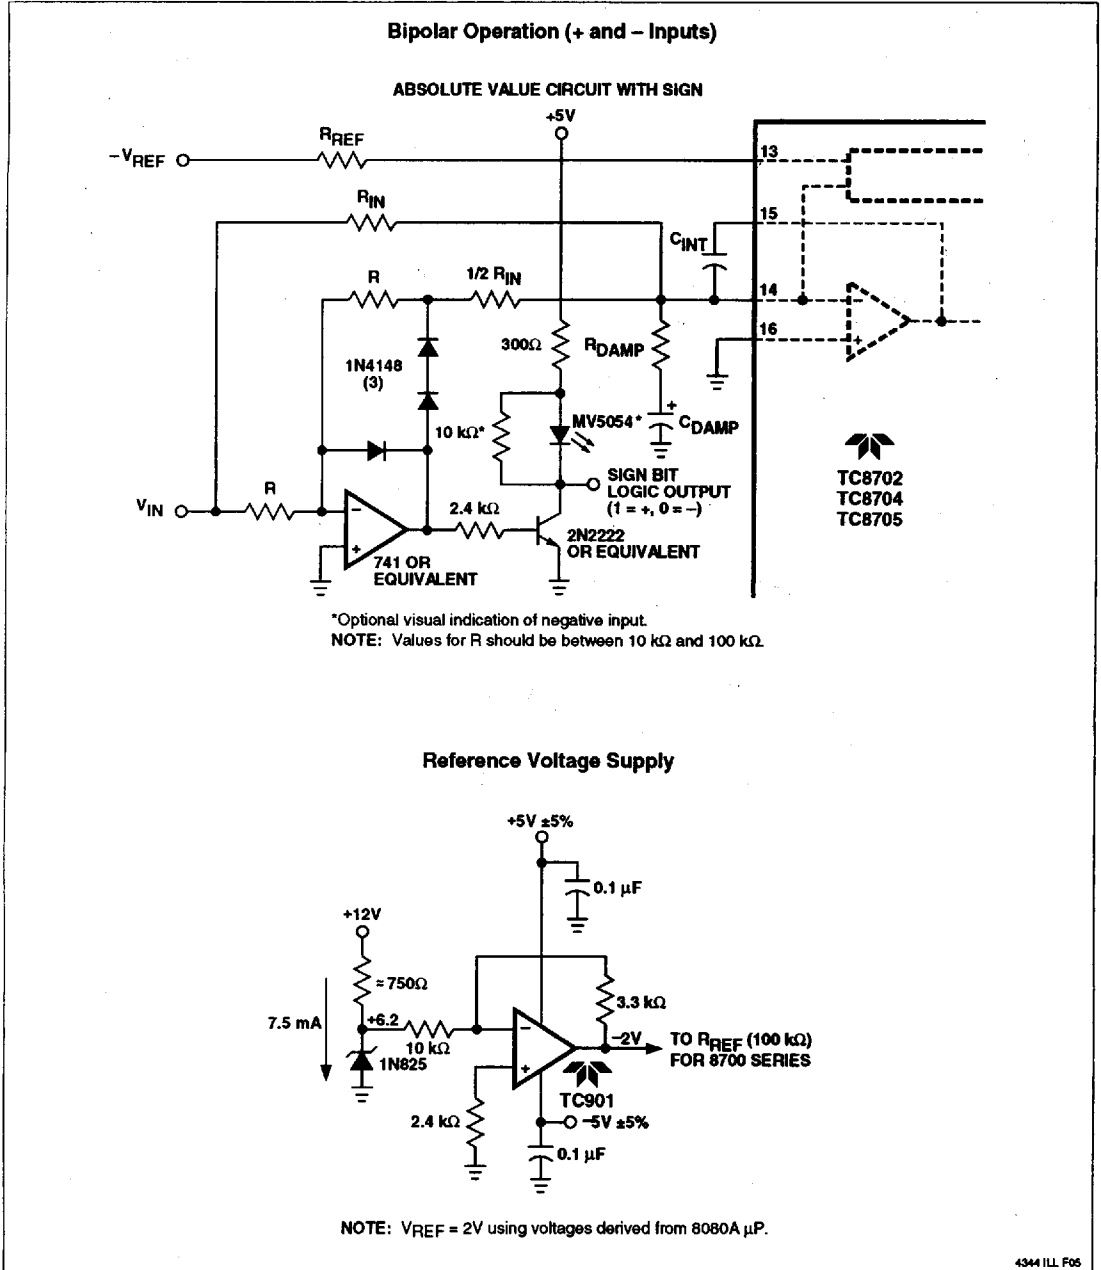 Bipolar Operation (+ and – Inputs)
ABSOLUTE VALUE CIRCUIT WITH SIGN
+5V
–VREF
RREF
13
RIN
15
CINT
R
1/2 RIN
14
16
300Ω
RDAMP
1N4148
(3)
10 kΩ*
MV5054*
+
CDAMP
SIGN BIT
LOGIC OUTPUT
(1 = +, 0 = –)
TC8702
TC8704
TC8705
VIN
R
–
+
2.4 kΩ
2N2222
OR EQUIVALENT
741 OR
EQUIVALENT
–
+
*Optional visual indication of negative input.
NOTE: Values for R should be between 10 kΩ and 100 kΩ.
Reference Voltage Supply
+5V ±5%
0.1 µF
+12V
≈ 750Ω
7.5 mA
+6.2
10 kΩ
1N825
3.3 kΩ
–
+
–2V
TO RREF (100 kΩ)
FOR 8700 SERIES
TC901
2.4 kΩ
–5V ±5%
0.1 µF
NOTE: VREF = 2V using voltages derived from 8080A µP.
4344 ILL F05